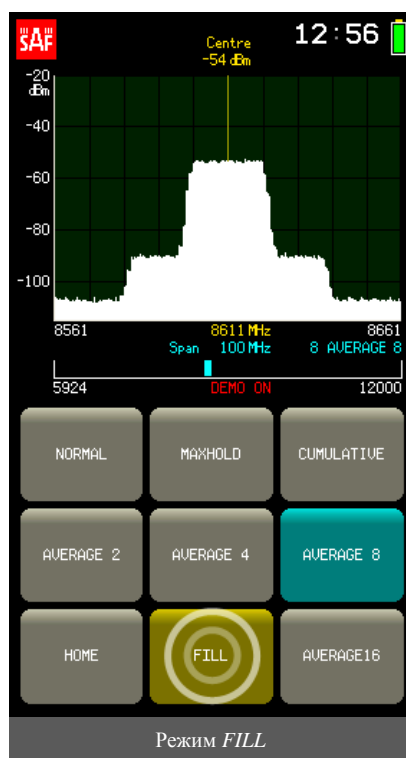 SAF
Centre
-54 dBm
12:56
-20
dBm
-40
-60
-80
-100
8561 8611 MHz 8661
Span 100 MHz 8 AVERAGE 8
5924 DEMO ON 12000
NORMAL MAXHOLD CUMULATIVE
AVERAGE 2 AVERAGE 4 AVERAGE 8
HOME FILL AVERAGE16
Режим FILL